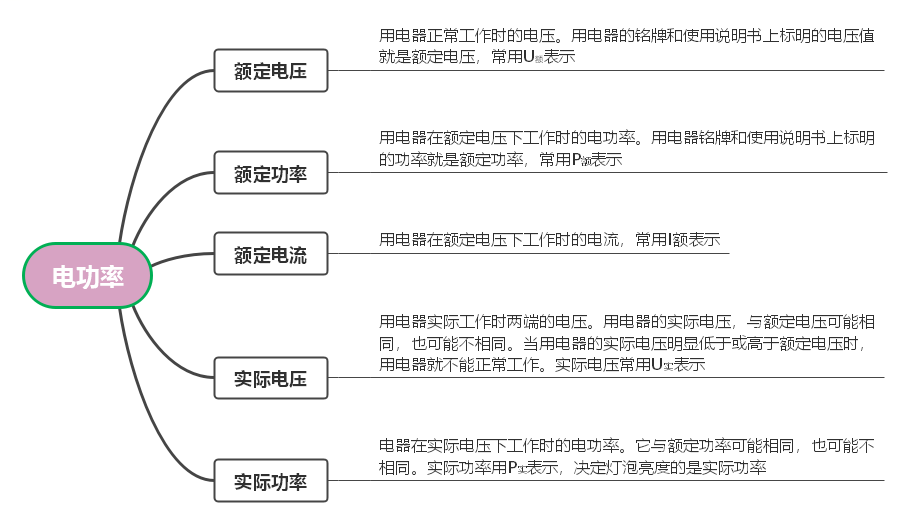 用电器正常工作时的电压。用电器的铭牌和使用说明书上标明的电压值
就是额定电压，常用U额表示
额定电压
用电器在额定电压下工作时的电功率。用电器铭牌和使用说明书上标明
的功率就是额定功率，常用P额表示
额定功率
用电器在额定电压下工作时的电流，常用I额表示
额定电流
电功率
用电器实际工作时两端的电压。用电器的实际电压，与额定电压可能相
同，也可能不相同。当用电器的实际电压明显低于或高于额定电压时，
用电器就不能正常工作。实际电压常用U实表示
实际电压
电器在实际电压下工作时的电功率。它与额定功率可能相同，也可能不
相同。实际功率用P实表示，决定灯泡亮度的是实际功率
实际功率